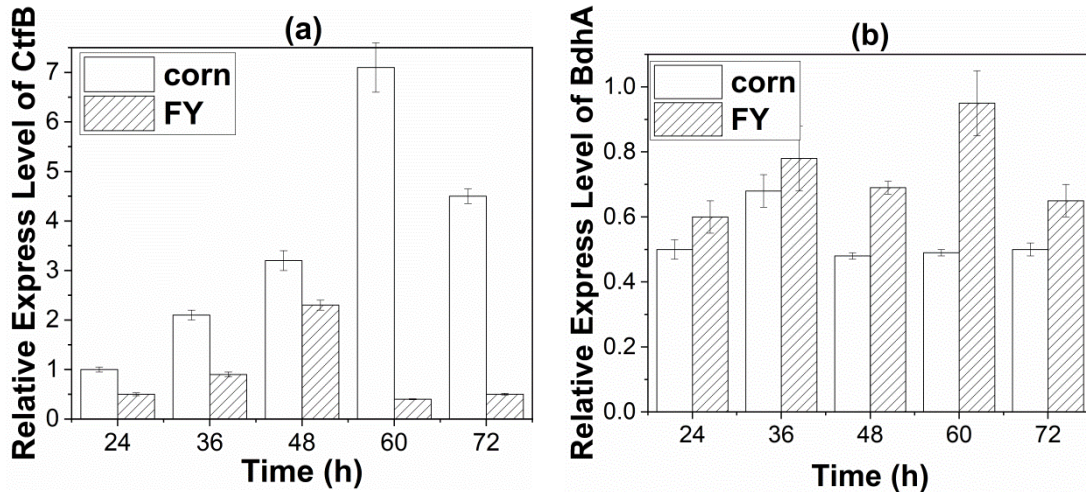 (a)
Relative Express Level of CtfB
7
6
5
4
3
2
1
0
corn
FY
24 36 48 60 72
Time (h)
(b)
Relative Express Level of BdhA
1.0
0.8
0.6
0.4
0.2
0.0
corn
FY
24 36 48 60 72
Time (h)